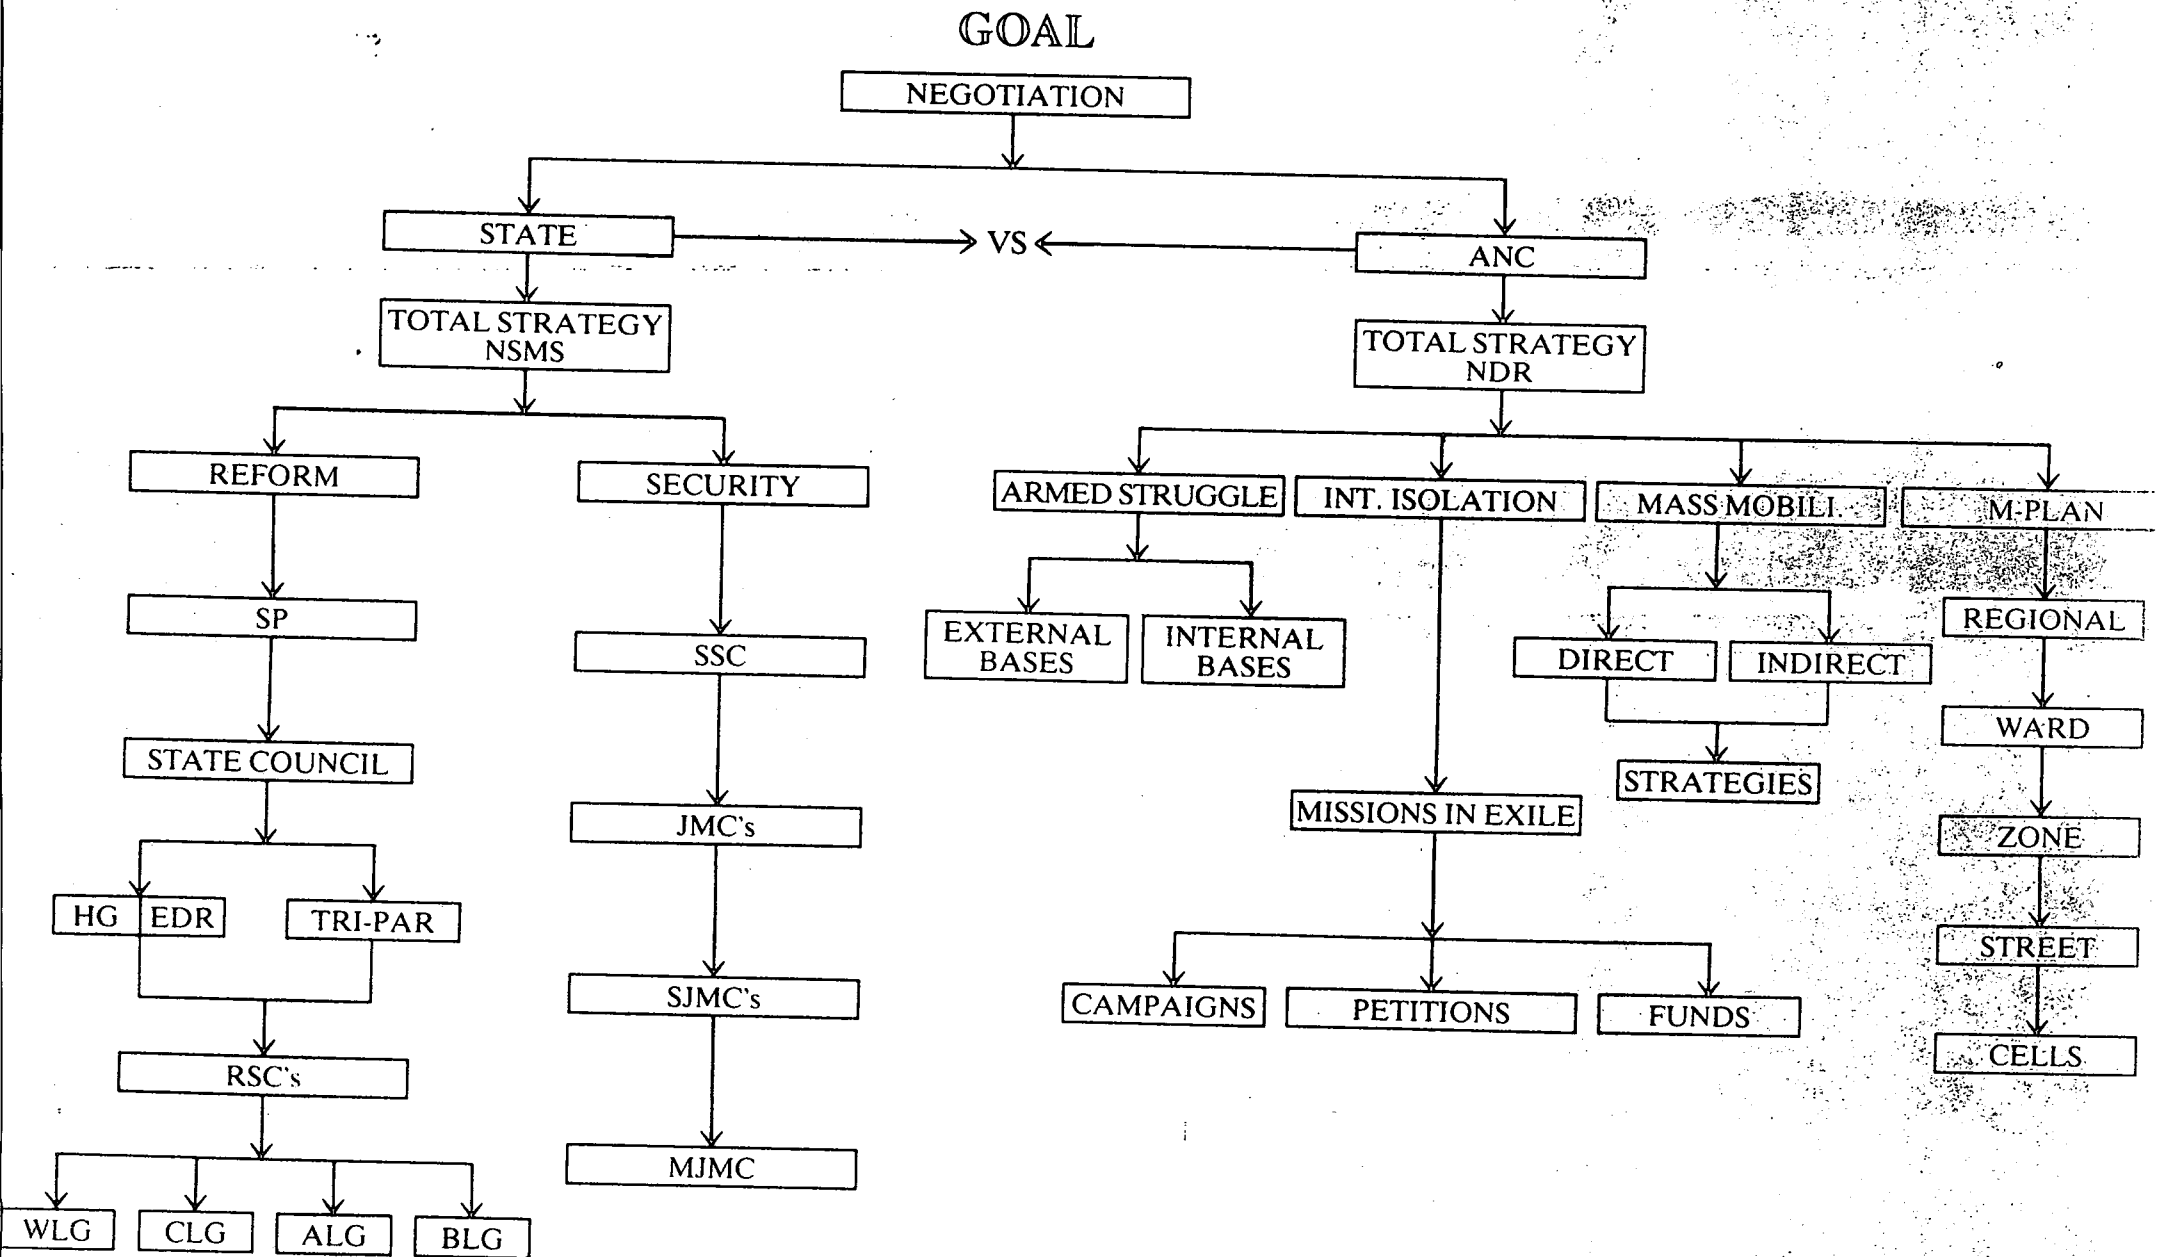 GOAL
NEGOTIATION
STATE
VS
ANC
TOTAL STRATEGY
NSMS
TOTAL STRATEGY
NDR
REFORM
SECURITY
ARMED STRUGGLE
INT. ISOLATION
MASS MOBILI.
M-PLAN
SP
SSC
EXTERNAL
BASES
INTERNAL
BASES
DIRECT
INDIRECT
REGIONAL
STATE COUNCIL
JMC's
MISSIONS IN EXILE
STRATEGIES
WARD
ZONE
HG
EDR
TRI-PAR
SJMC's
CAMPAIGNS
PETITIONS
FUNDS
STREET
RSC's
MJMC
CELLS
WLG
CLG
ALG
BLG